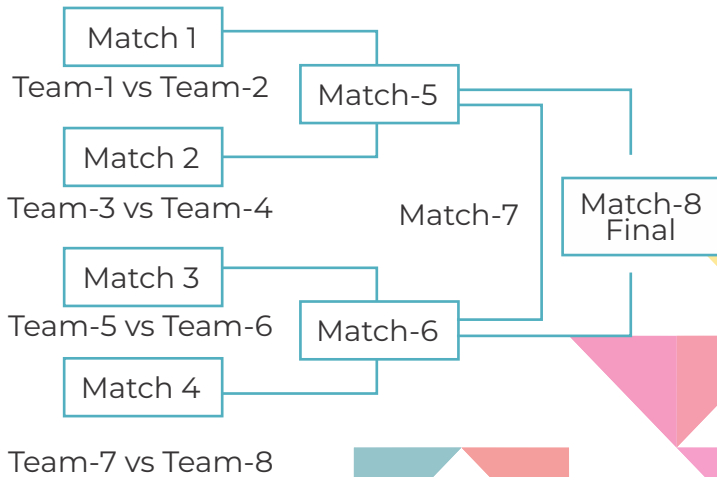 Match 1
Team-1 vs Team-2
Match-5
Match 2
Team-3 vs Team-4
Match-7
Match-8
Final
Match 3
Team-5 vs Team-6
Match-6
Match 4
Team-7 vs Team-8